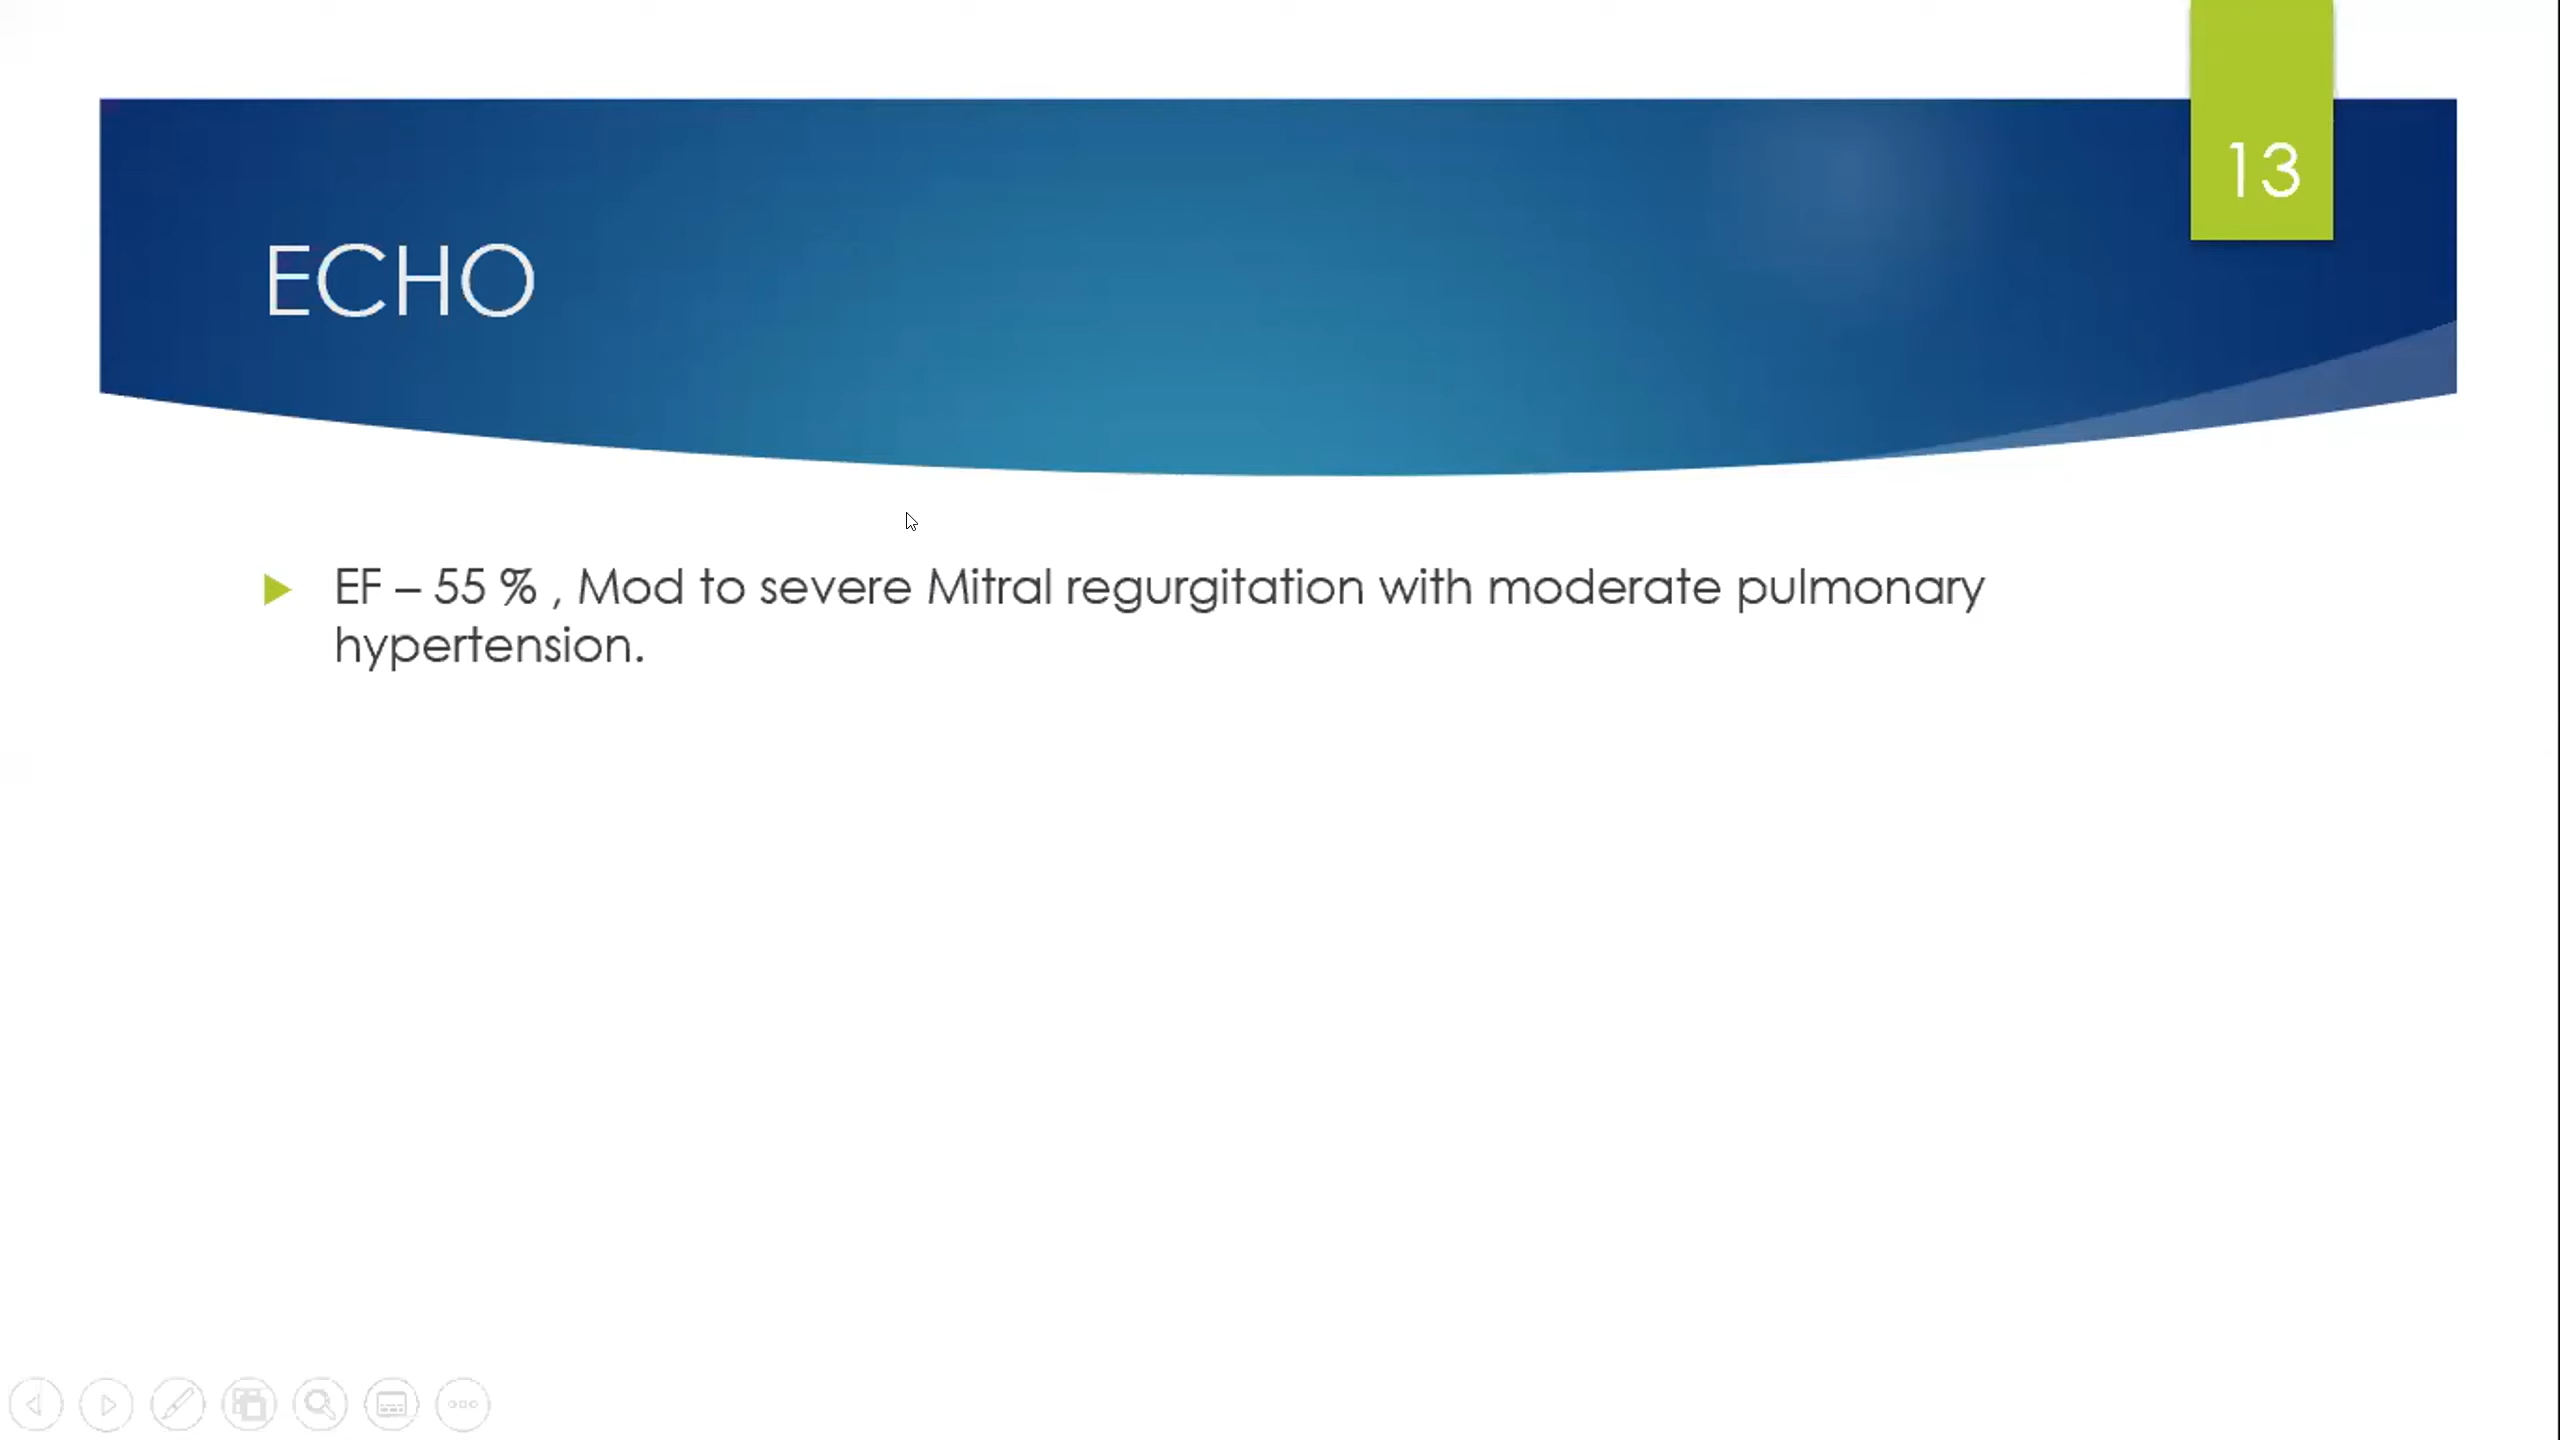 13
ECHO
EF – 55 % , Mod to severe Mitral regurgitation with moderate pulmonary
hypertension.